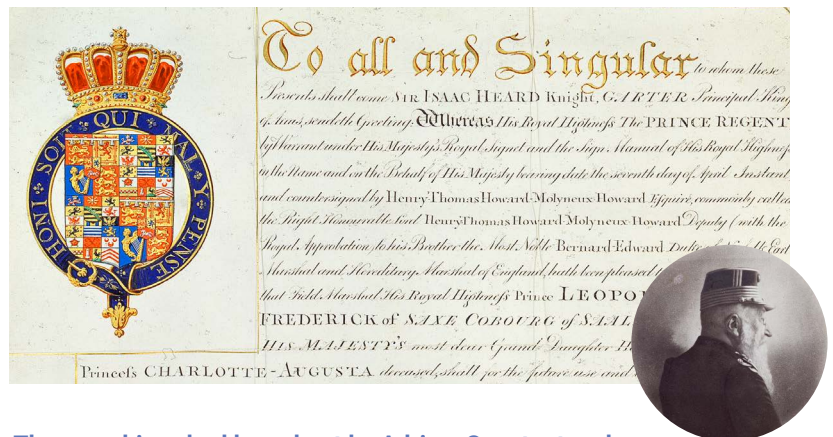 HONI SOIT QUI MAL Y PENSE
To all and Singular to whom these
Presents shall come Sir ISAAC HEARD Knight, GARTER Principal King
of Arms, sendeth Greeting: Whereas His Royal Highness The PRINCE REGENT
by Warrant under His Majesty's Royal Signet and the Sign Manual of His Royal Highness
in the Name and on the Behalf of His Majesty bearing date the seventh day of April Instant
and countersigned by Henry-Thomas Howard-Molyneux-Howard Esquire, commonly called
the Right Honourable Lord Henry Thomas Howard-Molyneux-Howard Deputy (with the
Royal Approbation) to his Brother the Most Noble Bernard-Edward Duke of Earl
Marshal and Hereditary Marshal of England, hath been pleased
that Field Marshal His Royal Highness Prince LEOPO
FREDERICK of SAXE COBOURG of SAAL
HIS MAJESTY'S most dear Grand Daughter
Princess CHARLOTTE-AUGUSTA deceased, shall for the future use and